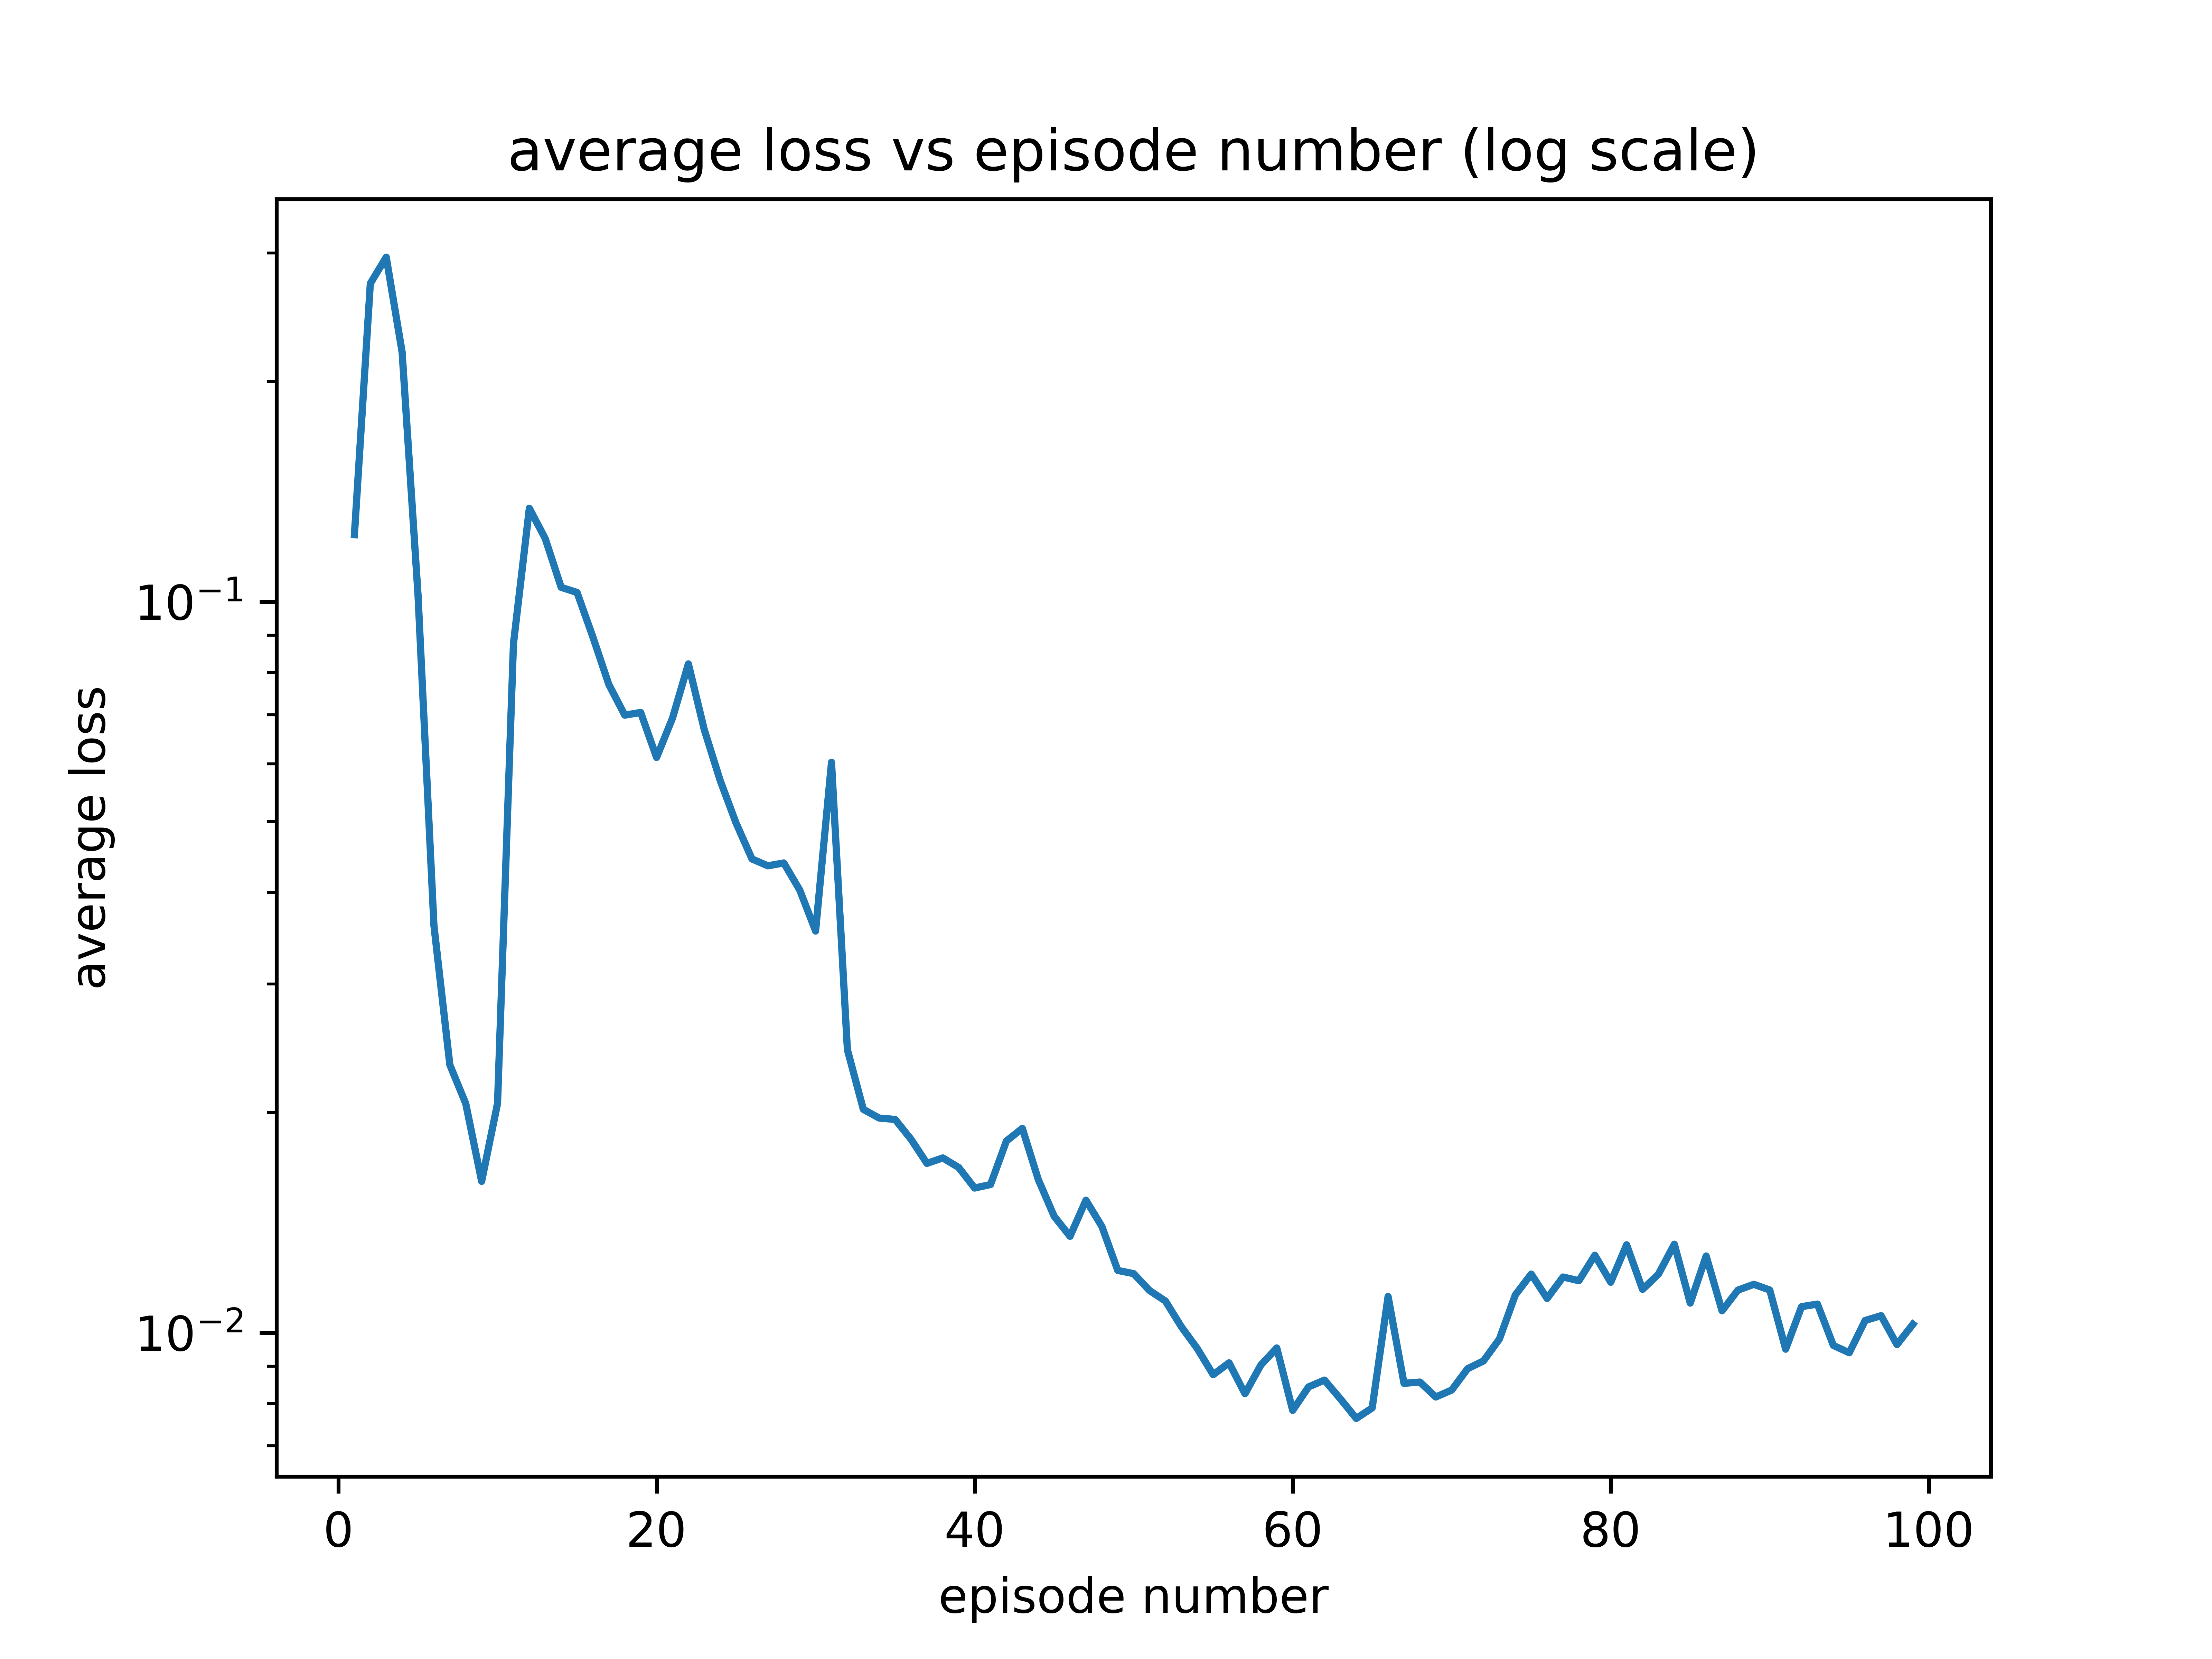 average loss vs episode number (log scale)
average loss
10⁻¹
10⁻²
0 20 40 60 80 100
episode number